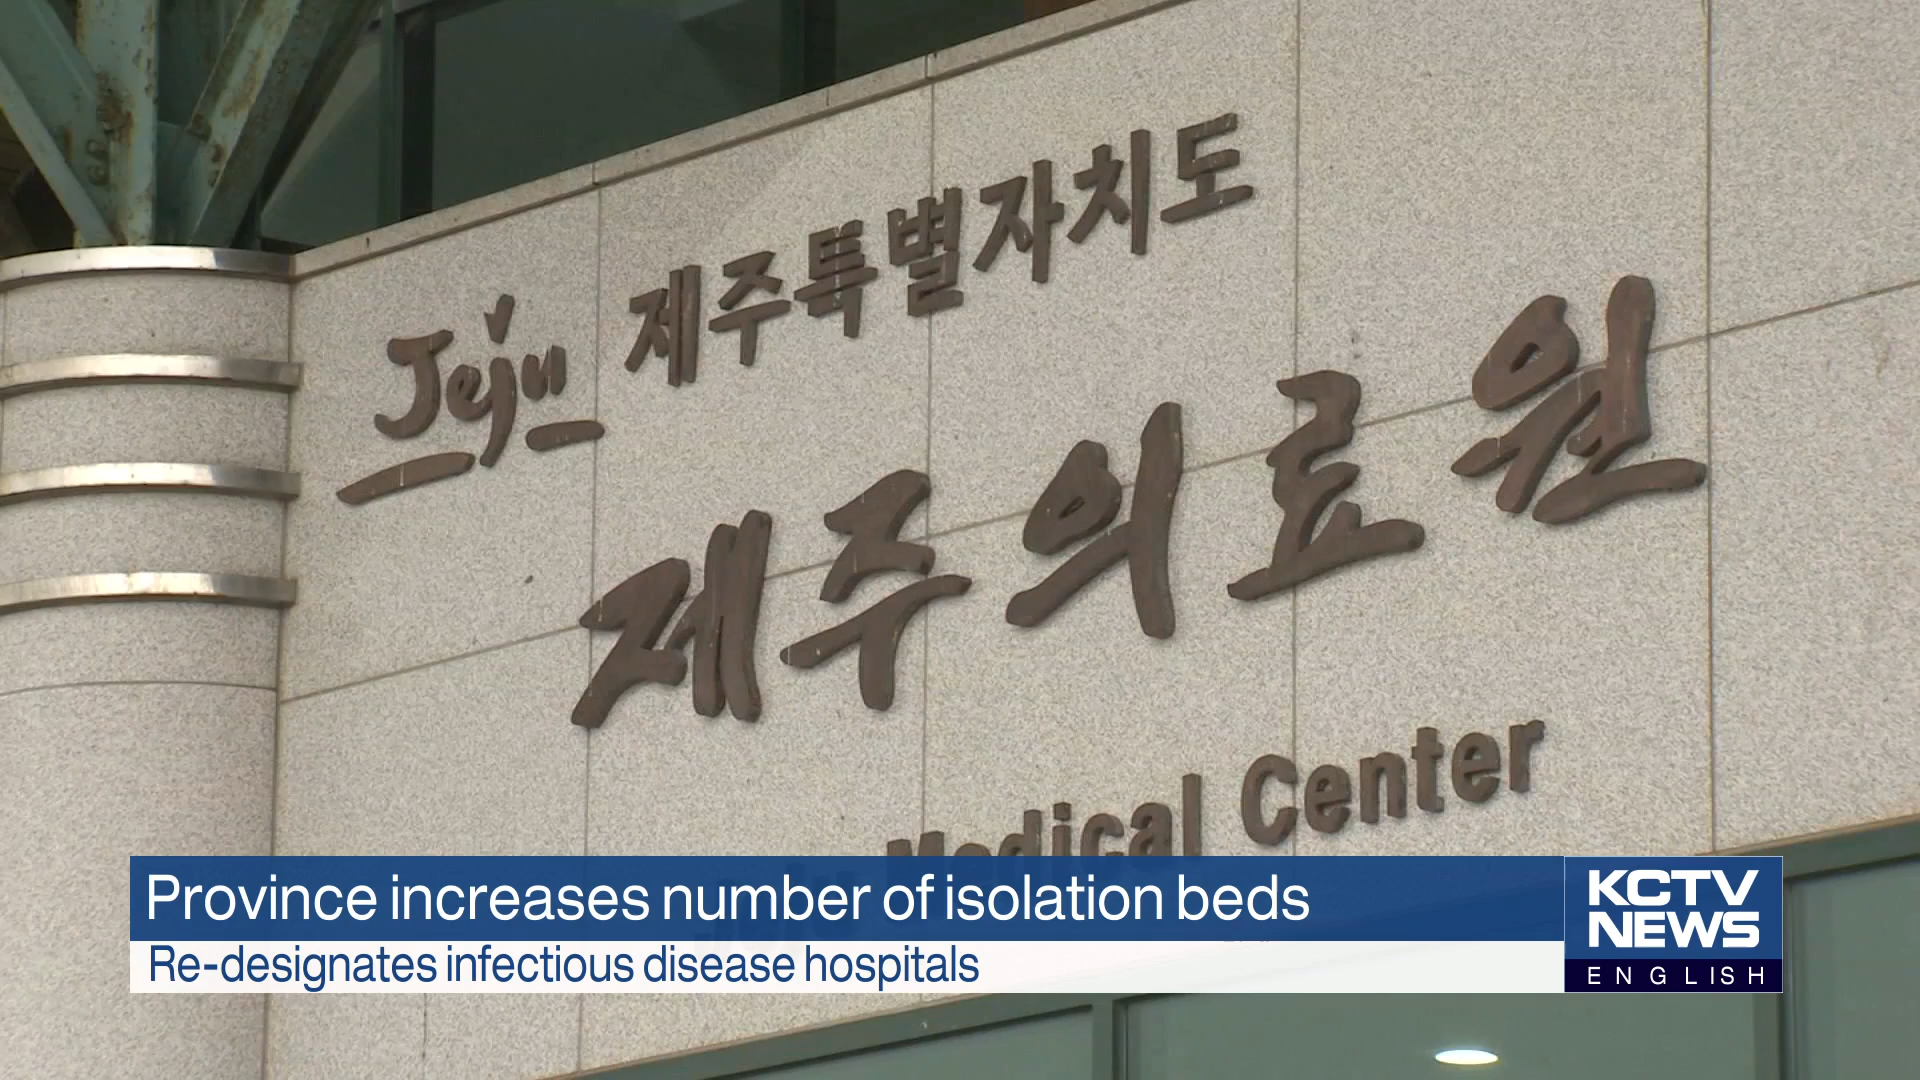 Jeju 제주특별자치도
제주의료원
Jeju Medical Center
Province increases number of isolation beds
Re-designates infectious disease hospitals
KCTV
NEWS
ENGLISH